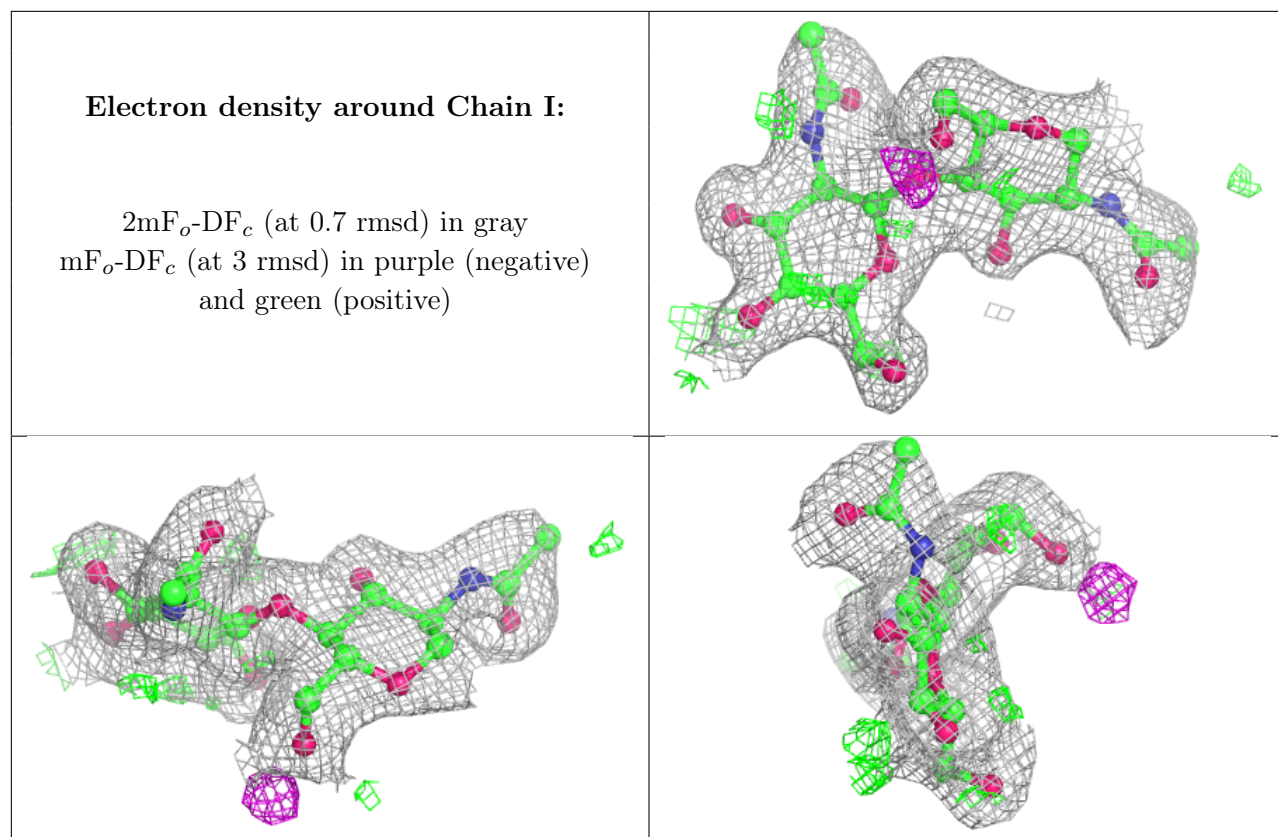 Electron density around Chain I:
2mFₒ-DF𝒸 (at 0.7 rmsd) in gray
mFₒ-DF𝒸 (at 3 rmsd) in purple (negative)
and green (positive)